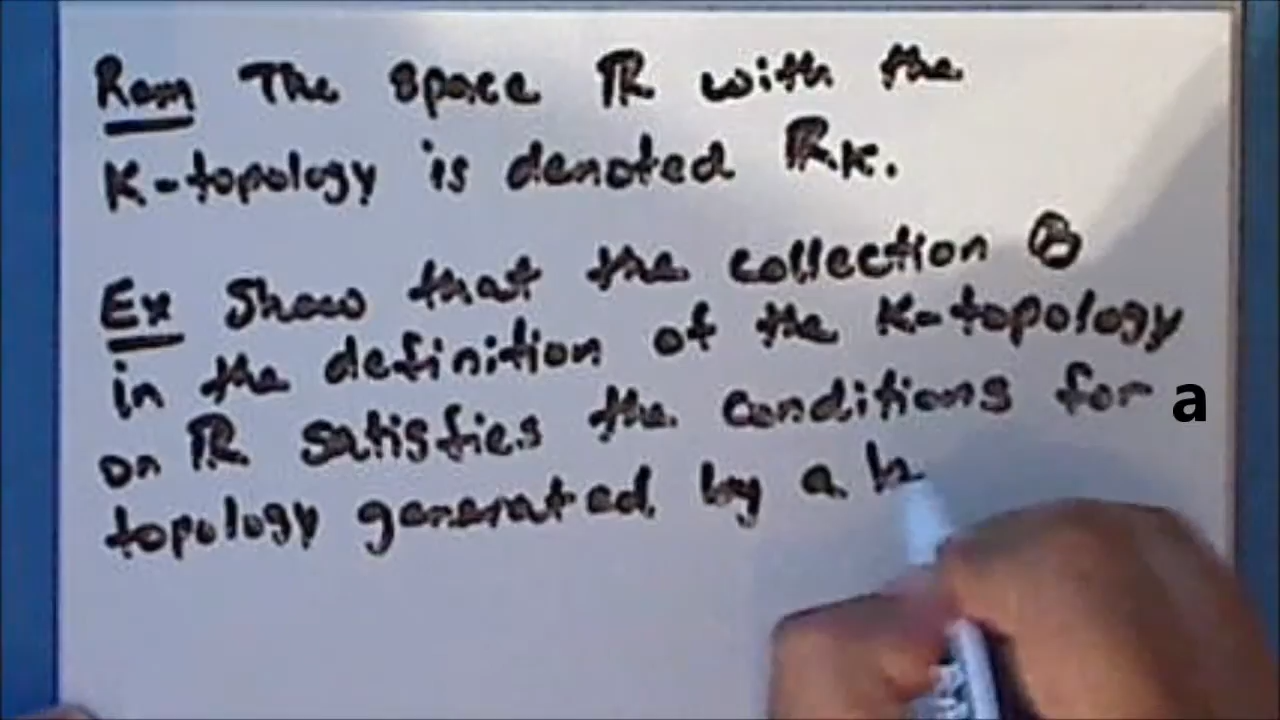 Rem The space ℝ with the
K-topology is denoted ℝK.
Ex Show that the collection ℬ
in the definition of the K-topology
on ℝ satisfies the conditions for a
topology generated by a b